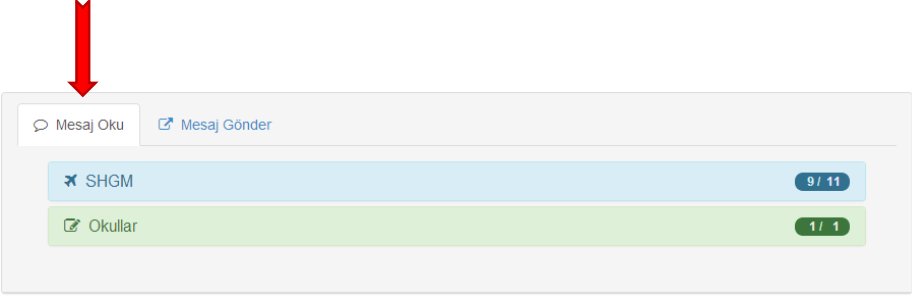 Mesaj Oku Mesaj Gönder
SHGM 9 / 11
Okullar 1 / 1